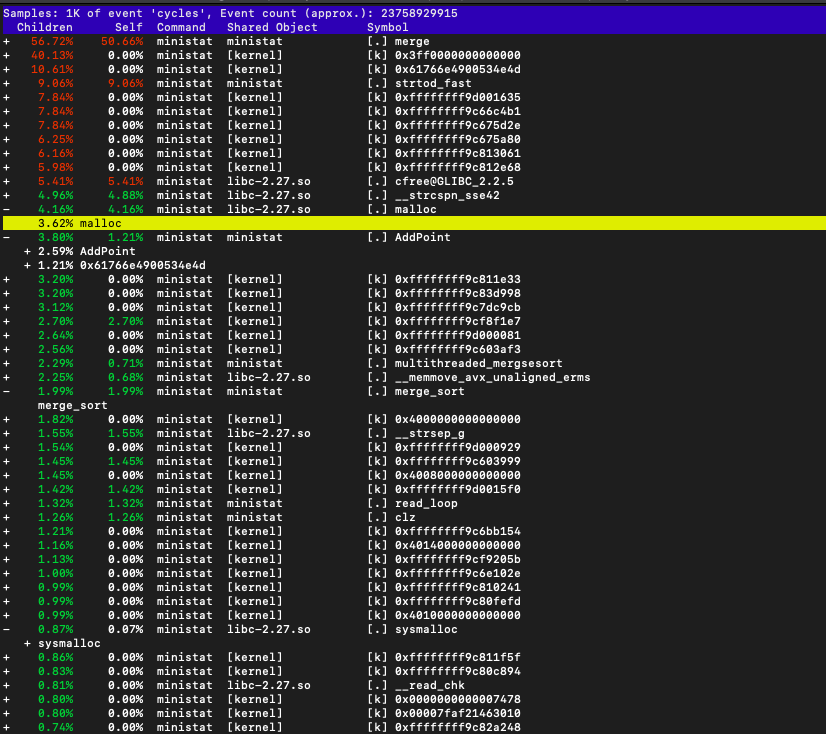 Samples: 1K of event 'cycles', Event count (approx.): 23758929915
Children Self Command Shared Object Symbol
+ 56.72% 50.66% ministat ministat [.] merge
+ 40.13% 0.00% ministat [kernel] [k] 0x3ff0000000000000
+ 10.61% 0.00% ministat [kernel] [k] 0x61766e4900534e4d
+ 9.06% 9.06% ministat ministat [.] strtod_fast
+ 7.84% 0.00% ministat [kernel] [k] 0xffffffff9d001635
+ 7.84% 0.00% ministat [kernel] [k] 0xffffffff9c66c4b1
+ 7.84% 0.00% ministat [kernel] [k] 0xffffffff9c675d2e
+ 6.25% 0.00% ministat [kernel] [k] 0xffffffff9c675a80
+ 6.16% 0.00% ministat [kernel] [k] 0xffffffff9c813061
+ 5.98% 0.00% ministat [kernel] [k] 0xffffffff9c812e68
+ 5.41% 5.41% ministat libc-2.27.so [.] cfree@GLIBC_2.2.5
+ 4.96% 4.88% ministat libc-2.27.so [.] __strcspn_sse42
− 4.16% 4.16% ministat libc-2.27.so [.] malloc
3.62% malloc
− 3.80% 1.21% ministat ministat [.] AddPoint
+ 2.59% AddPoint
+ 1.21% 0x61766e4900534e4d
+ 3.20% 0.00% ministat [kernel] [k] 0xffffffff9c811e33
+ 3.20% 0.00% ministat [kernel] [k] 0xffffffff9c83d998
+ 3.12% 0.00% ministat [kernel] [k] 0xffffffff9c7dc9cb
+ 2.70% 2.70% ministat [kernel] [k] 0xffffffff9cf8f1e7
+ 2.64% 0.00% ministat [kernel] [k] 0xffffffff9d000081
+ 2.56% 0.00% ministat [kernel] [k] 0xffffffff9c603af3
+ 2.29% 0.71% ministat ministat [.] multithreaded_mergsesort
+ 2.25% 0.68% ministat libc-2.27.so [.] __memmove_avx_unaligned_erms
− 1.99% 1.99% ministat ministat [.] merge_sort
merge_sort
+ 1.82% 0.00% ministat [kernel] [k] 0x4000000000000000
+ 1.55% 1.55% ministat libc-2.27.so [.] __strsep_g
+ 1.54% 0.00% ministat [kernel] [k] 0xffffffff9d000929
+ 1.45% 1.45% ministat [kernel] [k] 0xffffffff9c603999
+ 1.45% 0.00% ministat [kernel] [k] 0x4008000000000000
+ 1.42% 1.42% ministat [kernel] [k] 0xffffffff9d0015f0
+ 1.32% 1.32% ministat ministat [.] read_loop
+ 1.26% 1.26% ministat ministat [.] clz
+ 1.21% 0.00% ministat [kernel] [k] 0xffffffff9c6bb154
+ 1.16% 0.00% ministat [kernel] [k] 0x4014000000000000
+ 1.13% 0.00% ministat [kernel] [k] 0xffffffff9cf9205b
+ 1.00% 0.00% ministat [kernel] [k] 0xffffffff9c6e102e
+ 0.99% 0.00% ministat [kernel] [k] 0xffffffff9c810241
+ 0.99% 0.00% ministat [kernel] [k] 0xffffffff9c80fefd
+ 0.99% 0.00% ministat [kernel] [k] 0x4010000000000000
− 0.87% 0.07% ministat libc-2.27.so [.] sysmalloc
+ sysmalloc
+ 0.86% 0.00% ministat [kernel] [k] 0xffffffff9c811f5f
+ 0.83% 0.00% ministat [kernel] [k] 0xffffffff9c80c894
+ 0.81% 0.00% ministat libc-2.27.so [.] __read_chk
+ 0.80% 0.00% ministat [kernel] [k] 0x0000000000007478
+ 0.80% 0.00% ministat [kernel] [k] 0x00007faf21463010
+ 0.74% 0.00% ministat [kernel] [k] 0xffffffff9c82a248